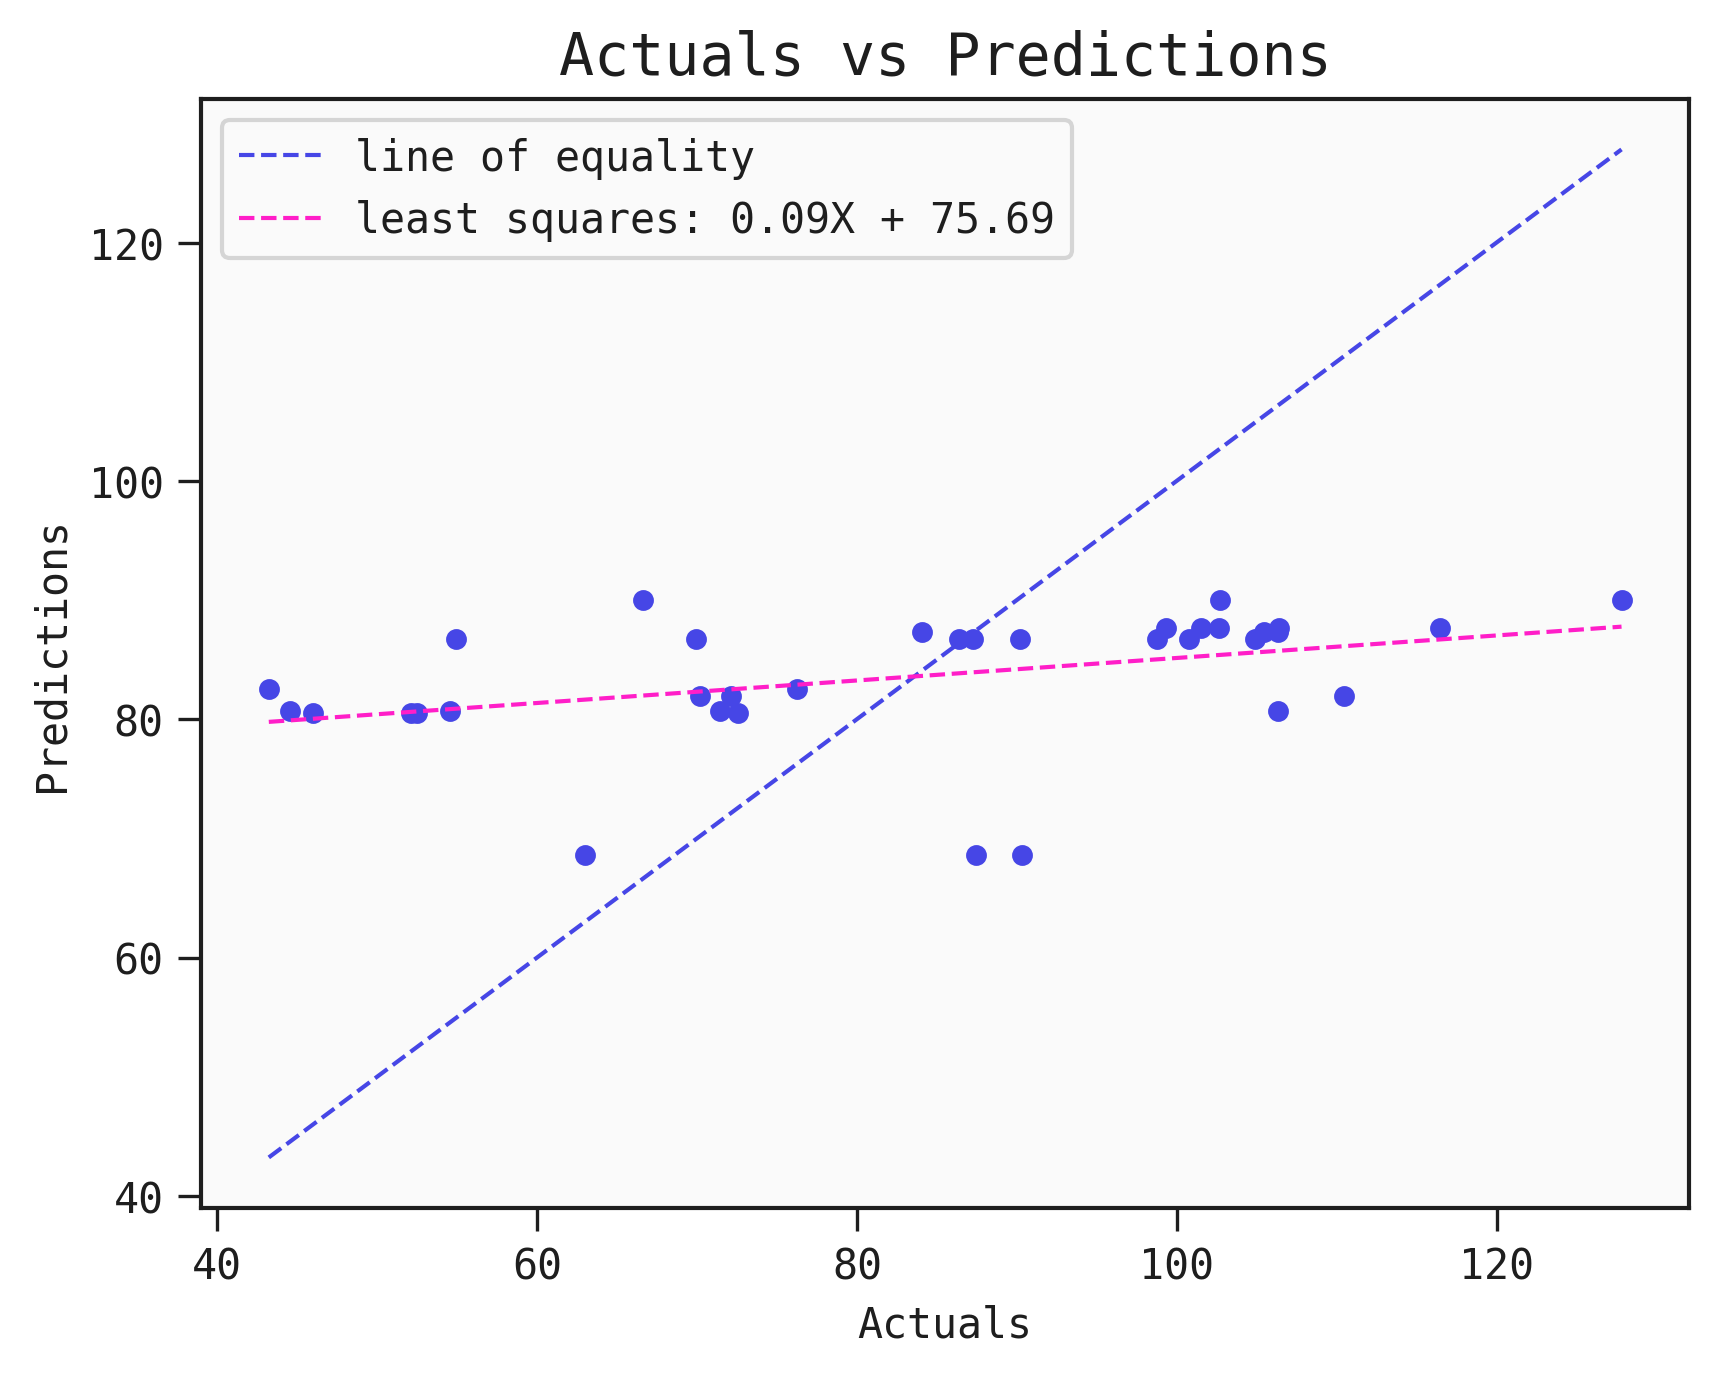 Actuals vs Predictions
line of equality
least squares: 0.09X + 75.69
120
100
80
60
40
Predictions
40 60 80 100 120
Actuals